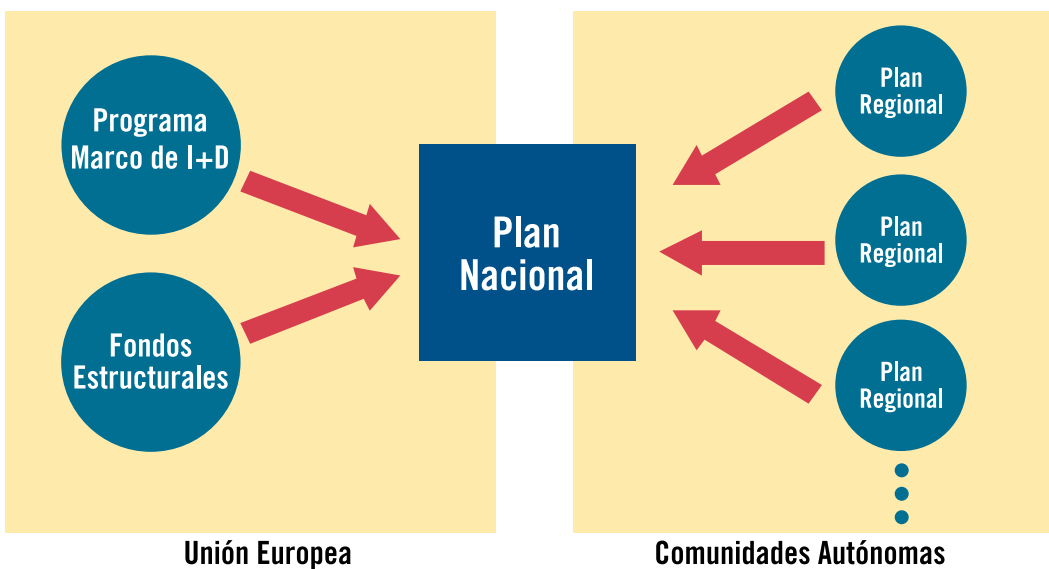 Programa
Marco de I+D
Fondos
Estructurales
Unión Europea
Plan
Nacional
Plan
Regional
Plan
Regional
Plan
Regional
Comunidades Autónomas